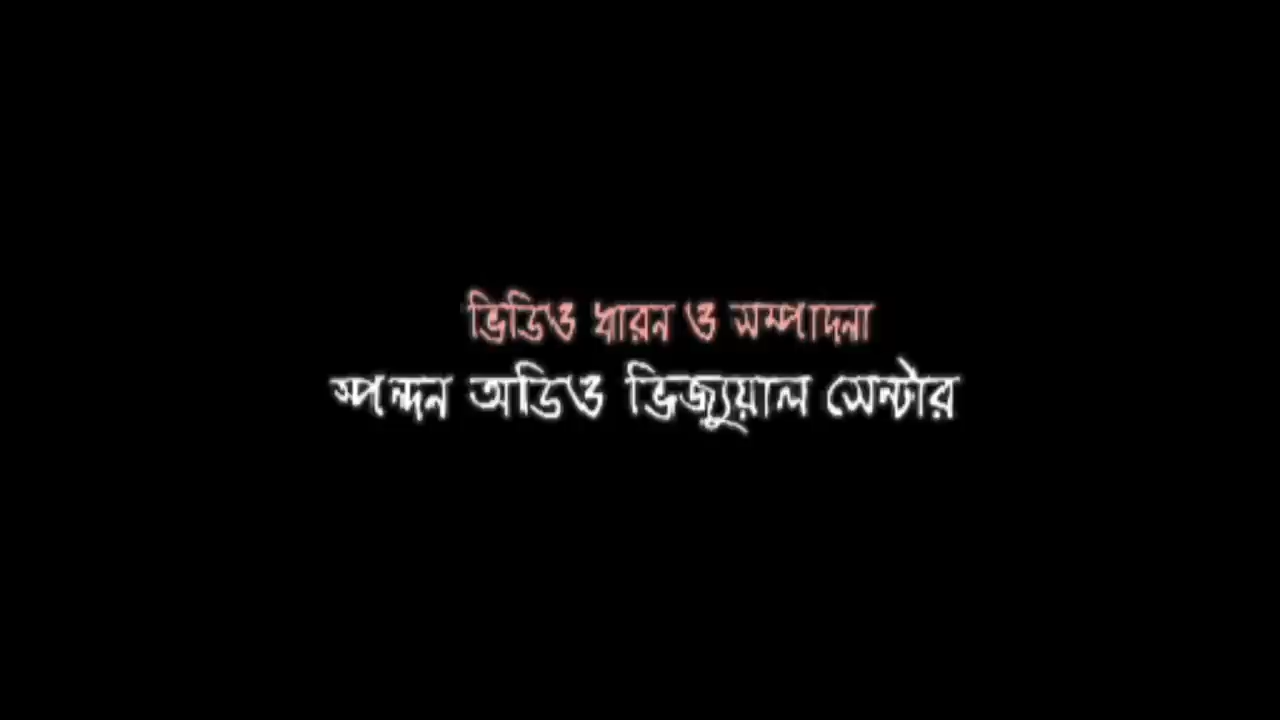 ভিডিও ধারন ও সম্পাদনা
স্পন্দন অডিও ভিজ্যুয়াল সেন্টার